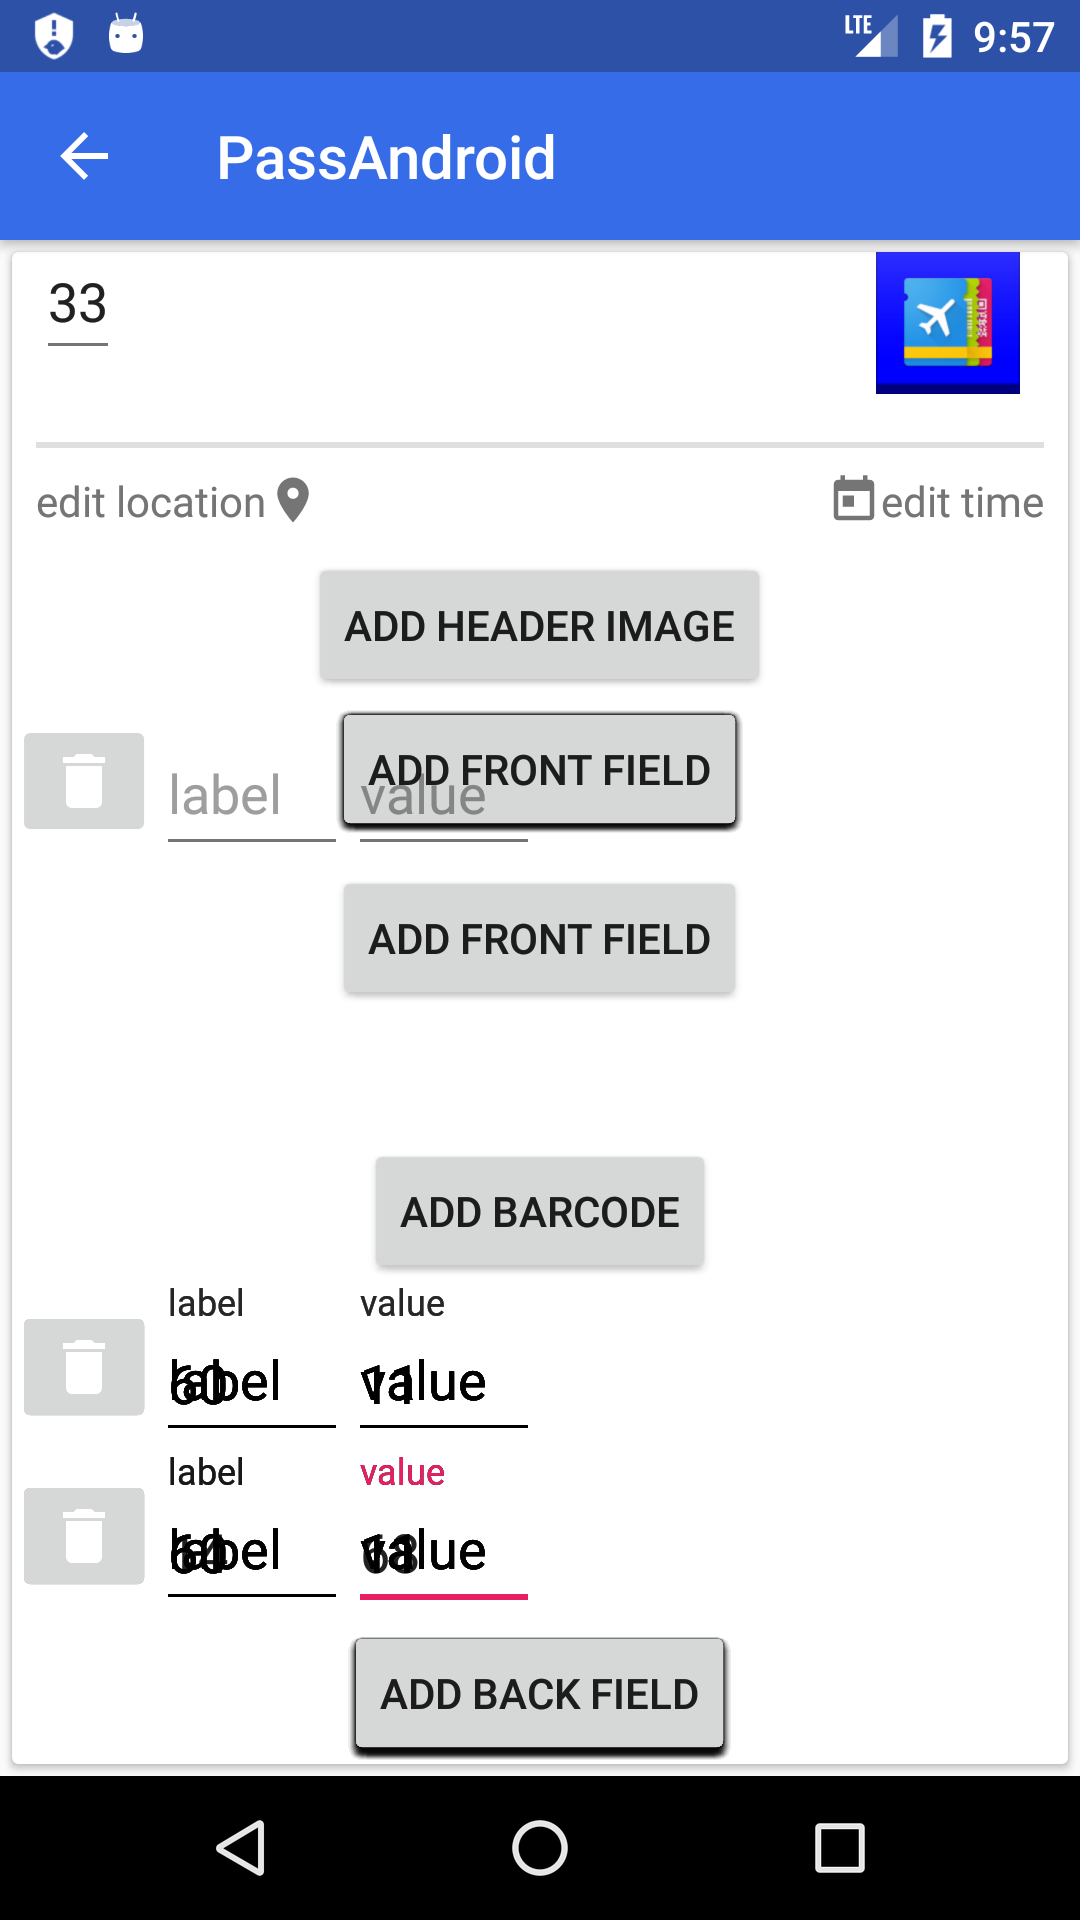 LTE 9:57
PassAndroid
33
edit location edit time
ADD HEADER IMAGE
ADD FRONT FIELD
label value
ADD FRONT FIELD
ADD BARCODE
label value
label value
label value
label value
ADD BACK FIELD